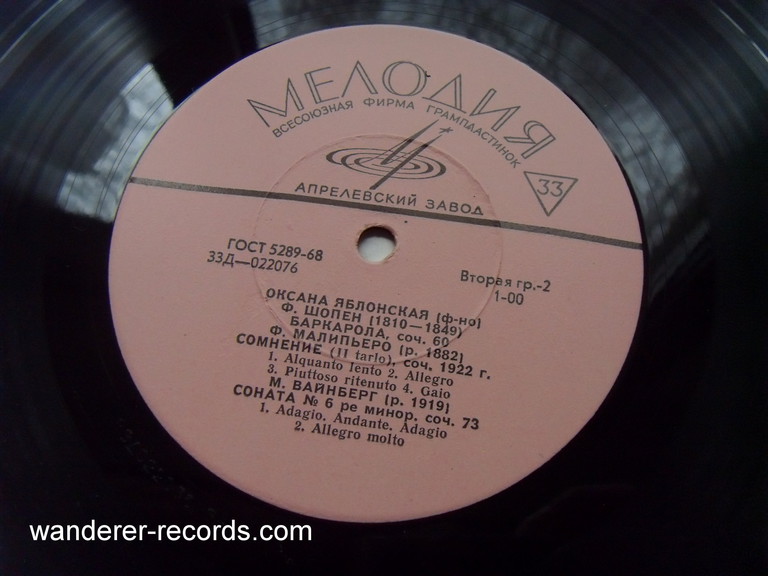 МЕЛОДИЯ
ВСЕСОЮЗНАЯ ФИРМА ГРАМПЛАСТИНОК
33
АПРЕЛЕВСКИЙ ЗАВОД
ГОСТ 5289-68
33Д—022076
Вторая гр.-2
1-00
ОКСАНА ЯБЛОНСКАЯ (ф-но)
Ф. ШОПЕН (1810—1849)
БАРКАРОЛА, соч. 60
Ф. МАЛИПЬЕРО (р. 1882)
СОМНЕНИЕ (Il tarlo), соч. 1922 г.
1. Alquanto lento 2. Allegro
3. Piuttoso ritenuto 4. Gaio
М. ВАЙНБЕРГ (р. 1919)
СОНАТА № 6 ре минор. соч. 73
1. Adagio. Andante. Adagio
2. Allegro molto
wanderer-records.com